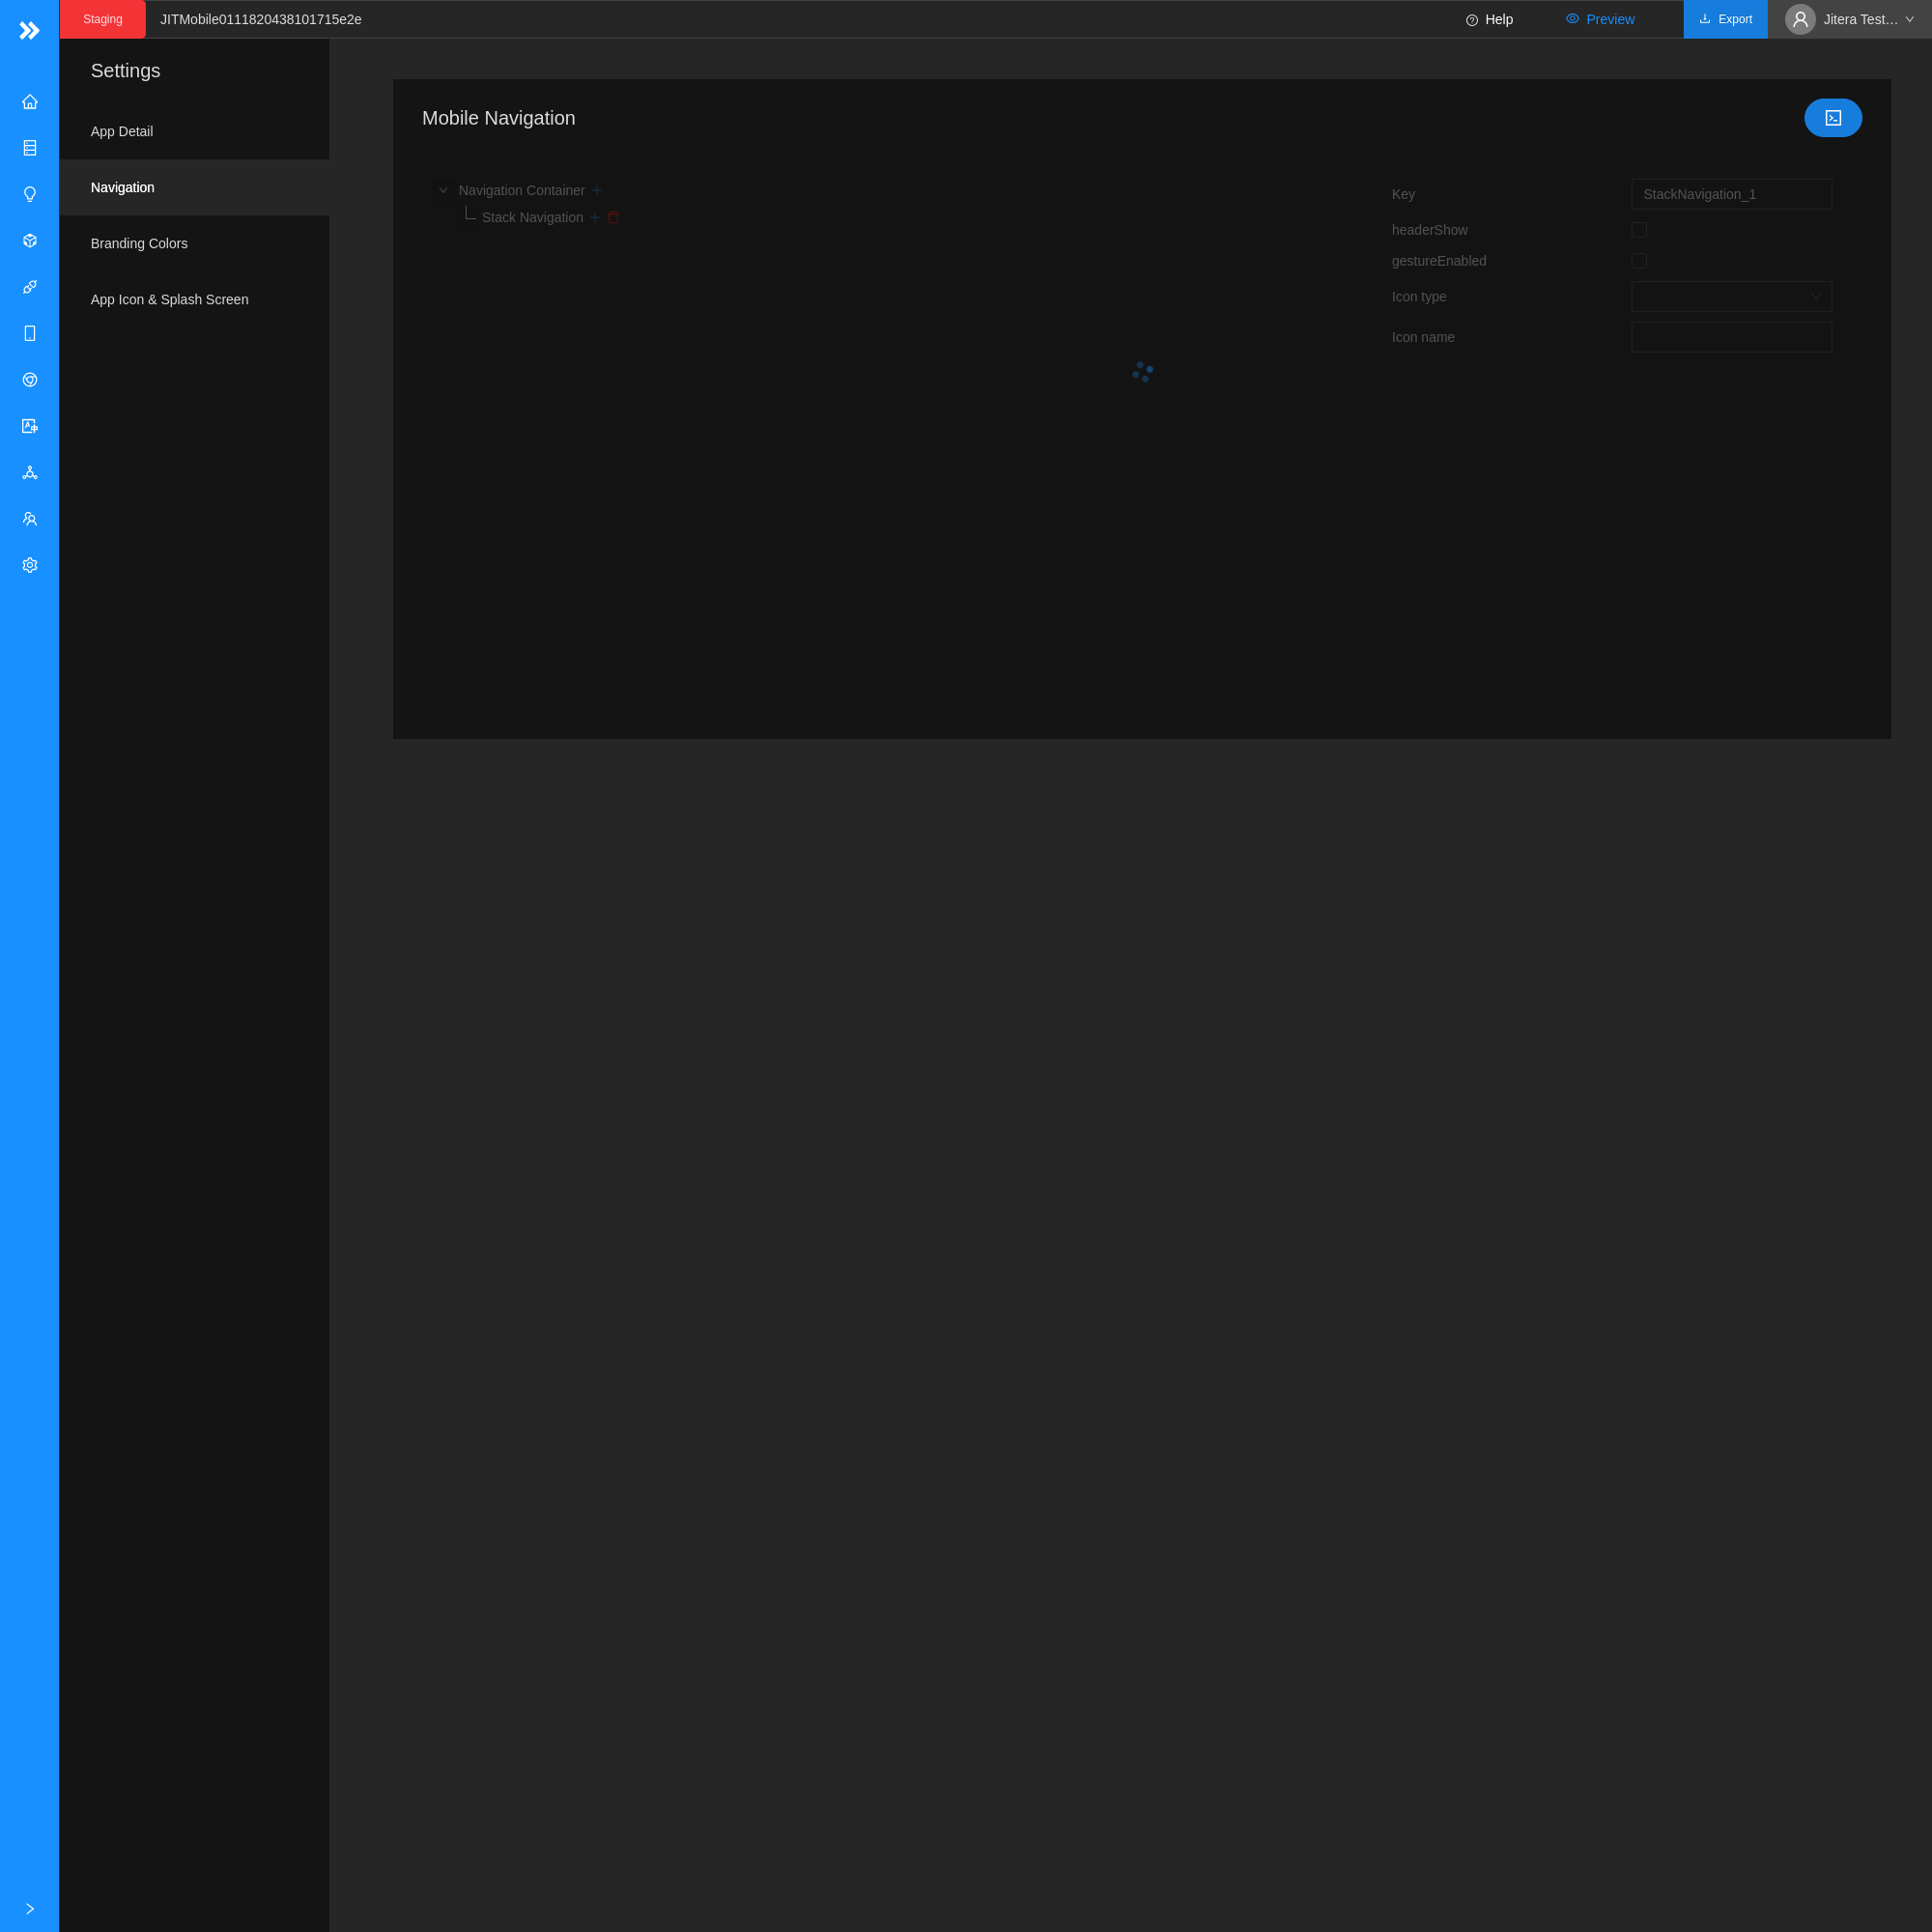 Staging
JITMobile0111820438101715e2e
Help
Preview
Export
Jitera Test...
Settings
App Detail
Navigation
Branding Colors
App Icon & Splash Screen
Mobile Navigation
Navigation Container
Stack Navigation
Key
StackNavigation_1
headerShow
gestureEnabled
Icon type
Icon name